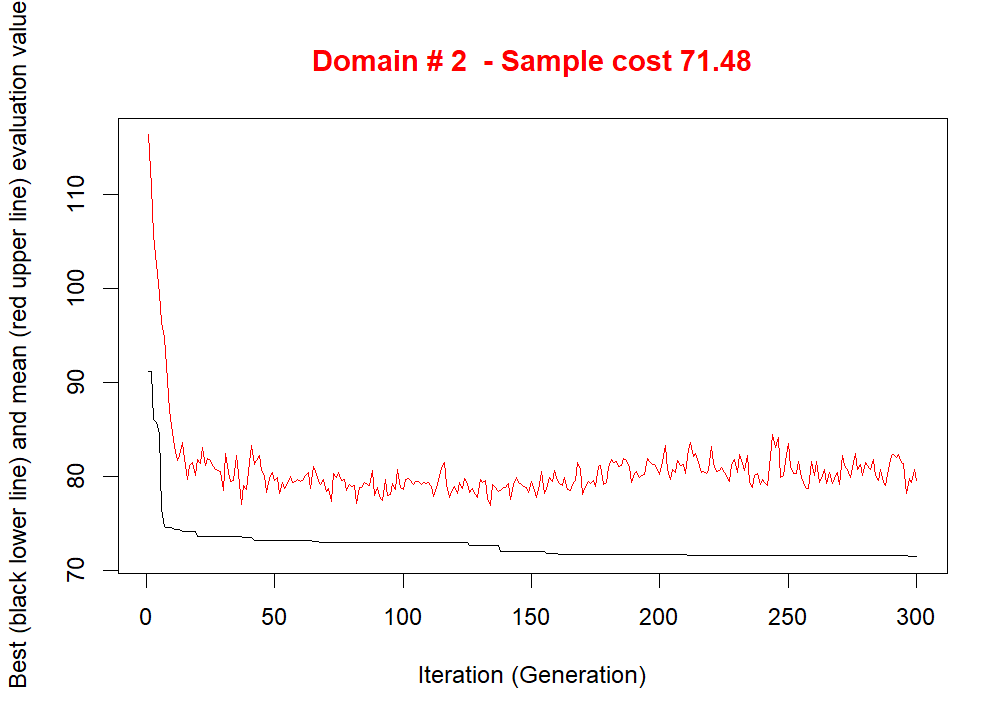 Domain # 2  - Sample cost 71.48
Best (black lower line) and mean (red upper line) evaluation value
110
100
90
80
70
0 50 100 150 200 250 300
Iteration (Generation)